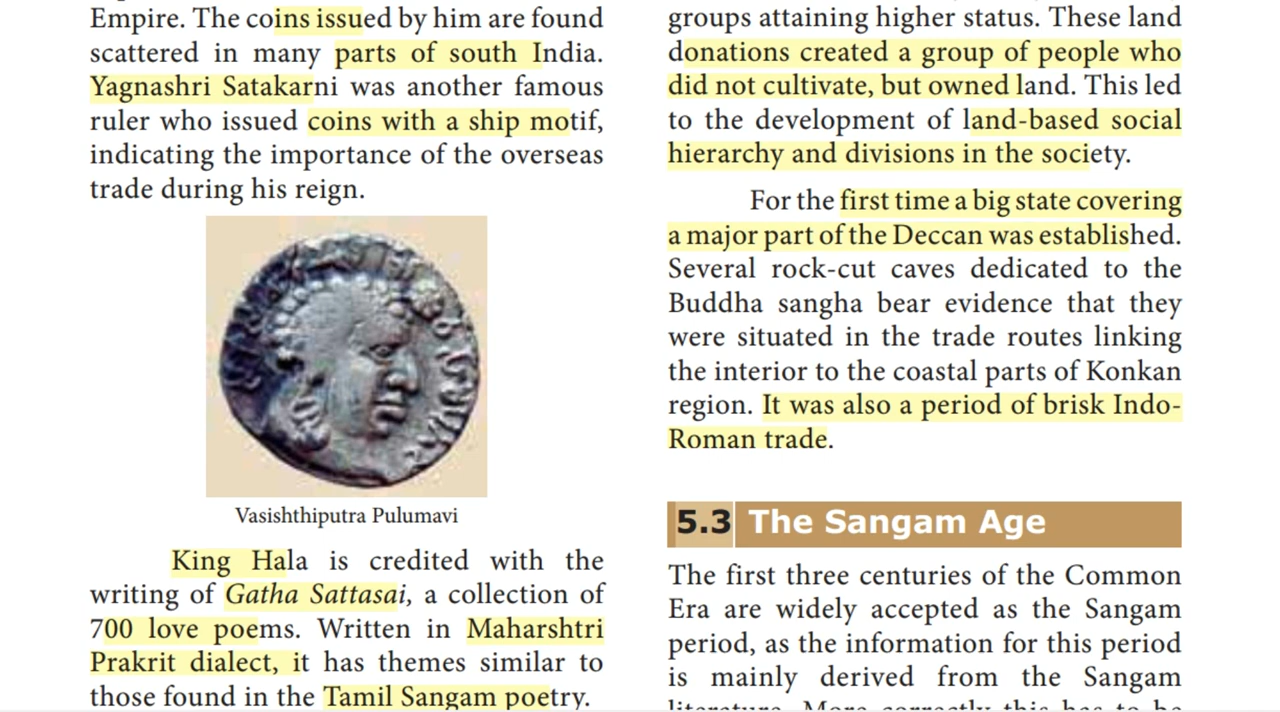 Empire. The coins issued by him are found
scattered in many parts of south India.
Yagnashri Satakarni was another famous
ruler who issued coins with a ship motif,
indicating the importance of the overseas
trade during his reign.
Vasishthiputra Pulumavi
King Hala is credited with the
writing of Gatha Sattasai, a collection of
700 love poems. Written in Maharshtri
Prakrit dialect, it has themes similar to
those found in the Tamil Sangam poetry.
groups attaining higher status. These land
donations created a group of people who
did not cultivate, but owned land. This led
to the development of land-based social
hierarchy and divisions in the society.
For the first time a big state covering
a major part of the Deccan was established.
Several rock-cut caves dedicated to the
Buddha sangha bear evidence that they
were situated in the trade routes linking
the interior to the coastal parts of Konkan
region. It was also a period of brisk Indo-
Roman trade.
5.3 The Sangam Age
The first three centuries of the Common
Era are widely accepted as the Sangam
period, as the information for this period
is mainly derived from the Sangam
literature. More correctly this has to be